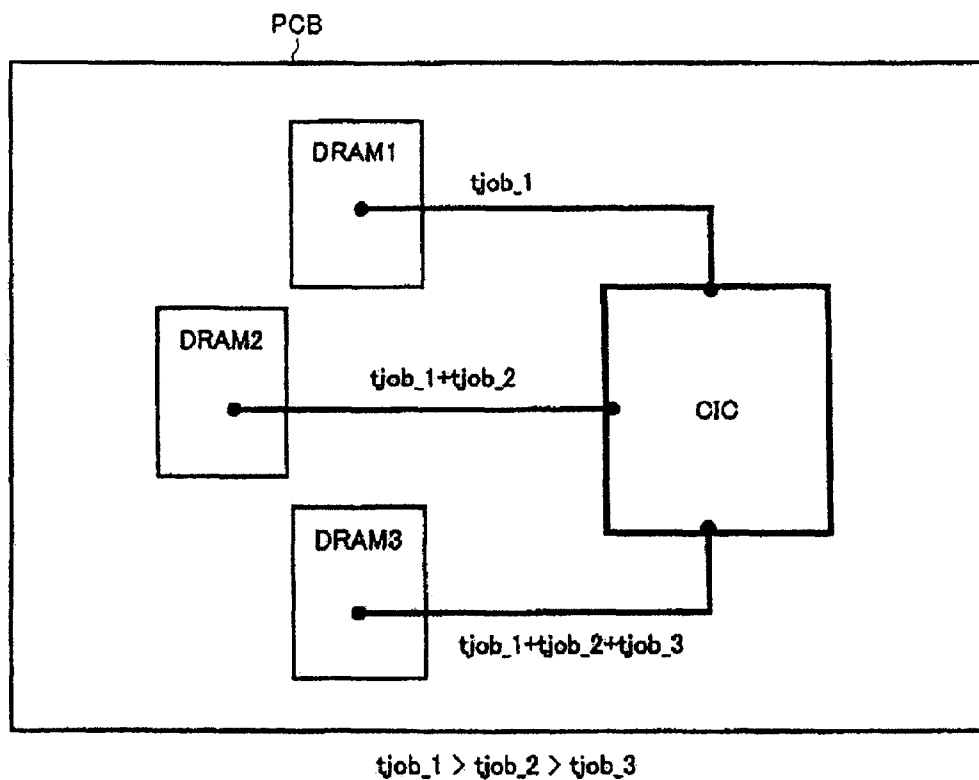 PCB
DRAM1
tjob_1
DRAM2
tjob_1+tjob_2
CIC
DRAM3
tjob_1+tjob_2+tjob_3
tjob_1 > tjob_2 > tjob_3